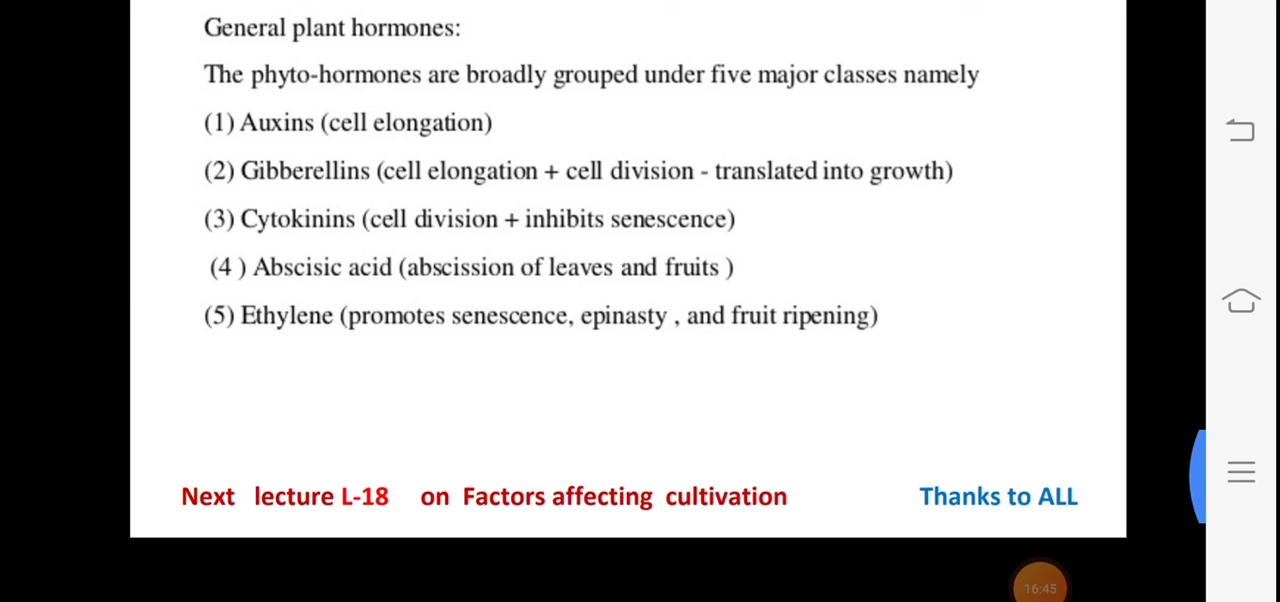 General plant hormones:
The phyto-hormones are broadly grouped under five major classes namely
(1) Auxins (cell elongation)
(2) Gibberellins (cell elongation + cell division - translated into growth)
(3) Cytokinins (cell division + inhibits senescence)
(4 ) Abscisic acid (abscission of leaves and fruits )
(5) Ethylene (promotes senescence, epinasty , and fruit ripening)
Next lecture L-18 on Factors affecting cultivation Thanks to ALL
16:45